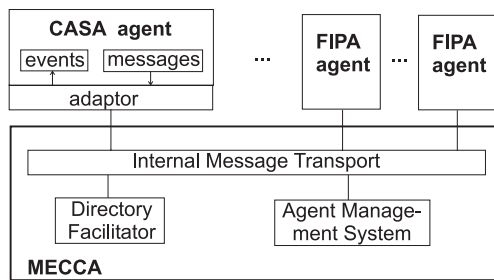 CASA agent
events messages
adaptor
...
FIPA
agent
...
FIPA
agent
Internal Message Transport
Directory
Facilitator
Agent Manage-
ment System
MECCA